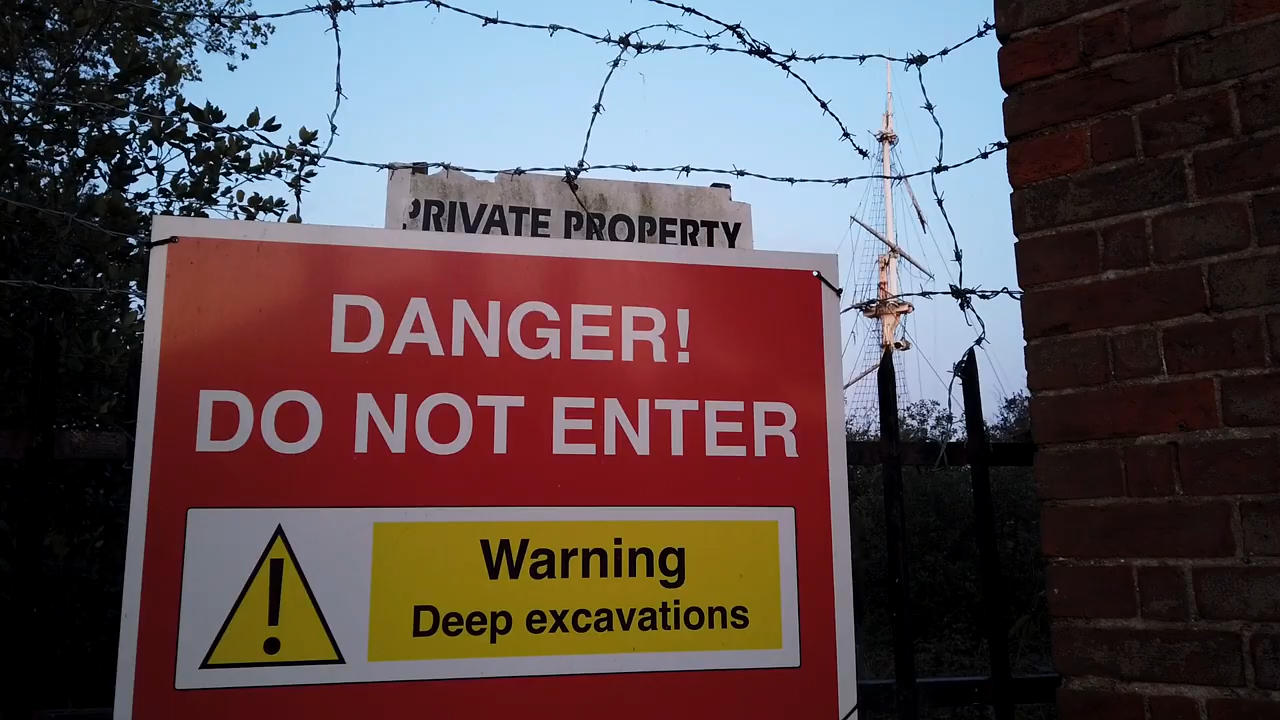 PRIVATE PROPERTY
DANGER!
DO NOT ENTER
Warning
Deep excavations